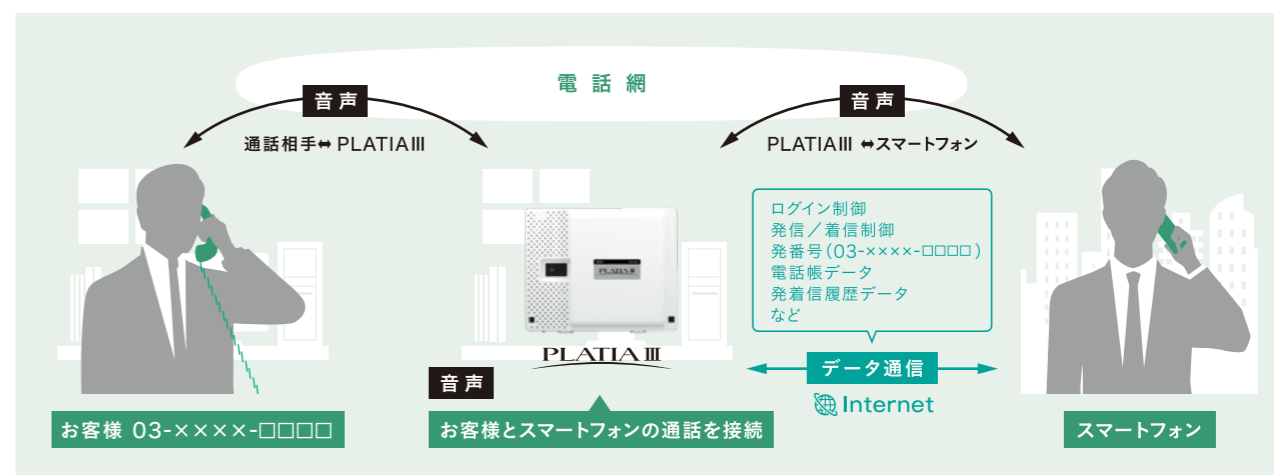 電話網
音声
音声
通話相手⇔PLATIAⅢ
PLATIAⅢ ⇔スマートフォン
ログイン制御
発信／着信制御
発番号(03-××××-□□□□)
電話帳データ
発着信履歴データ
など
PLATIA Ⅲ
PLATIA Ⅲ
データ通信
Internet
音声
お客様 03-××××-□□□□
お客様とスマートフォンの通話を接続
スマートフォン